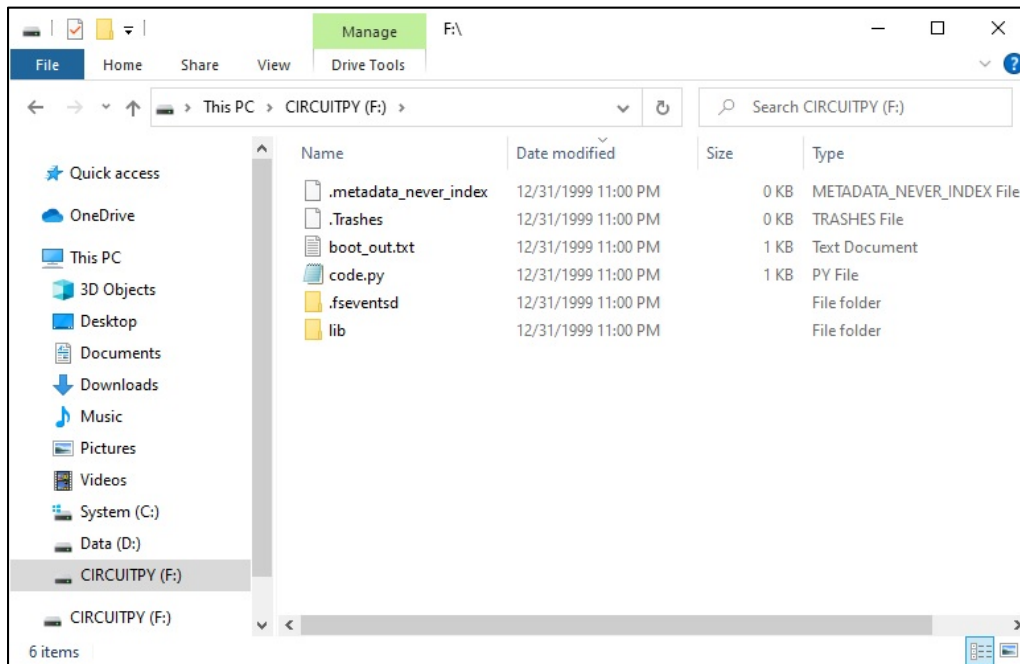 Manage F:\
File Home Share View Drive Tools ?
This PC > CIRCUITPY (F:) > Search CIRCUITPY (F:)
Name Date modified Size Type
Quick access
OneDrive
This PC
3D Objects
Desktop
Documents
Downloads
Music
Pictures
Videos
System (C:)
Data (D:)
CIRCUITPY (F:)
CIRCUITPY (F:)
.metadata_never_index 12/31/1999 11:00 PM 0 KB METADATA_NEVER_INDEX File
.Trashes 12/31/1999 11:00 PM 0 KB TRASHES File
boot_out.txt 12/31/1999 11:00 PM 1 KB Text Document
code.py 12/31/1999 11:00 PM 1 KB PY File
.fseventsd 12/31/1999 11:00 PM File folder
lib 12/31/1999 11:00 PM File folder
6 items